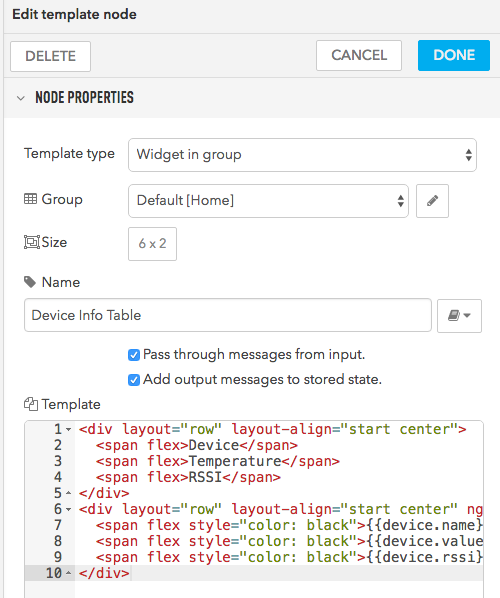 Edit template node
DELETE CANCEL DONE
NODE PROPERTIES
Template type Widget in group
Group Default [Home]
Size 6 x 2
Name
Device Info Table
Pass through messages from input.
Add output messages to stored state.
Template
1 <div layout="row" layout-align="start center">
2 <span flex>Device</span>
3 <span flex>Temperature</span>
4 <span flex>RSSI</span>
5 </div>
6 <div layout="row" layout-align="start center" ng
7 <span flex style="color: black">{{device.name}
8 <span flex style="color: black">{{device.value
9 <span flex style="color: black">{{device.rssi}
10 </div>